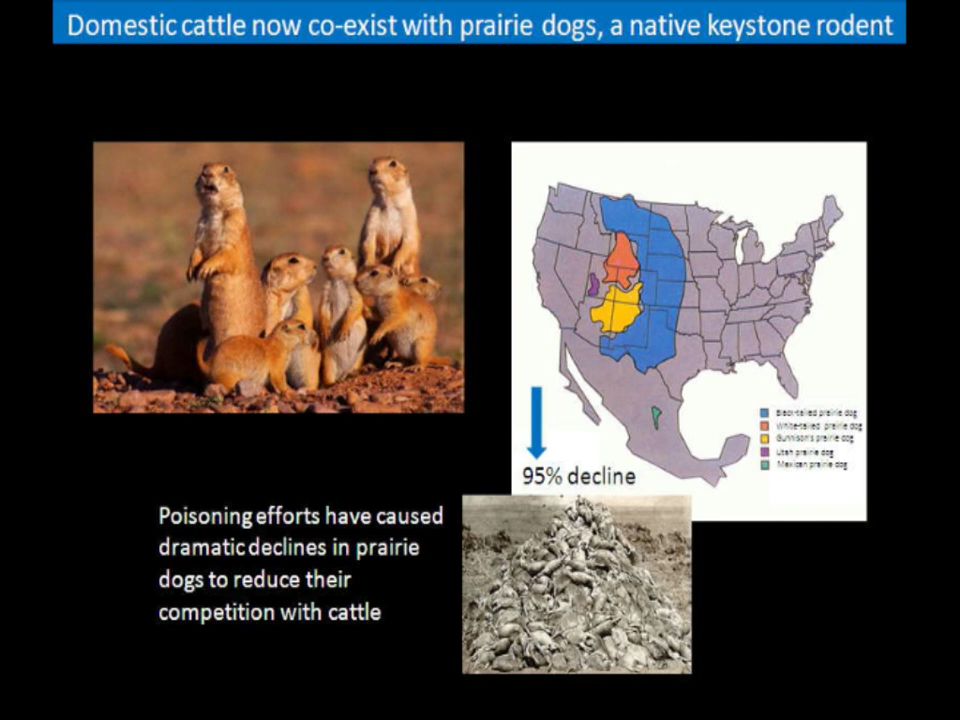 Domestic cattle now co-exist with prairie dogs, a native keystone rodent
Black-tailed prairie dog
White-tailed prairie dog
Gunnison's prairie dog
Utah prairie dog
Mexican prairie dog
95% decline
Poisoning efforts have caused
dramatic declines in prairie
dogs to reduce their
competition with cattle